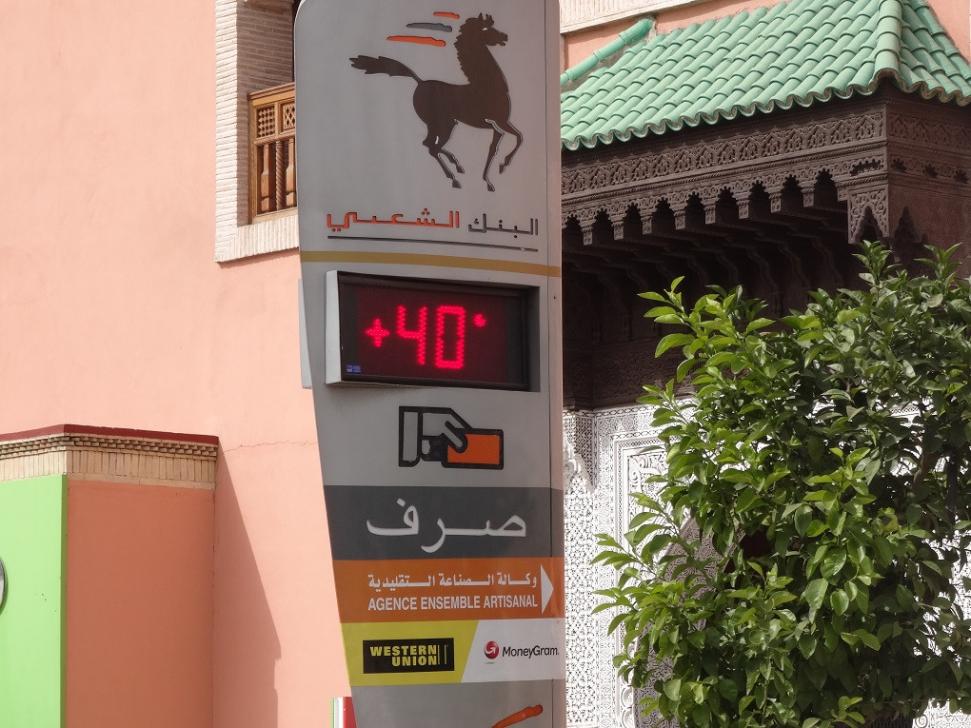 البنك الشعبي
+40°
صرف
وكالة الصناعة التقليدية
AGENCE ENSEMBLE ARTISANAL
WESTERN UNION
MoneyGram.